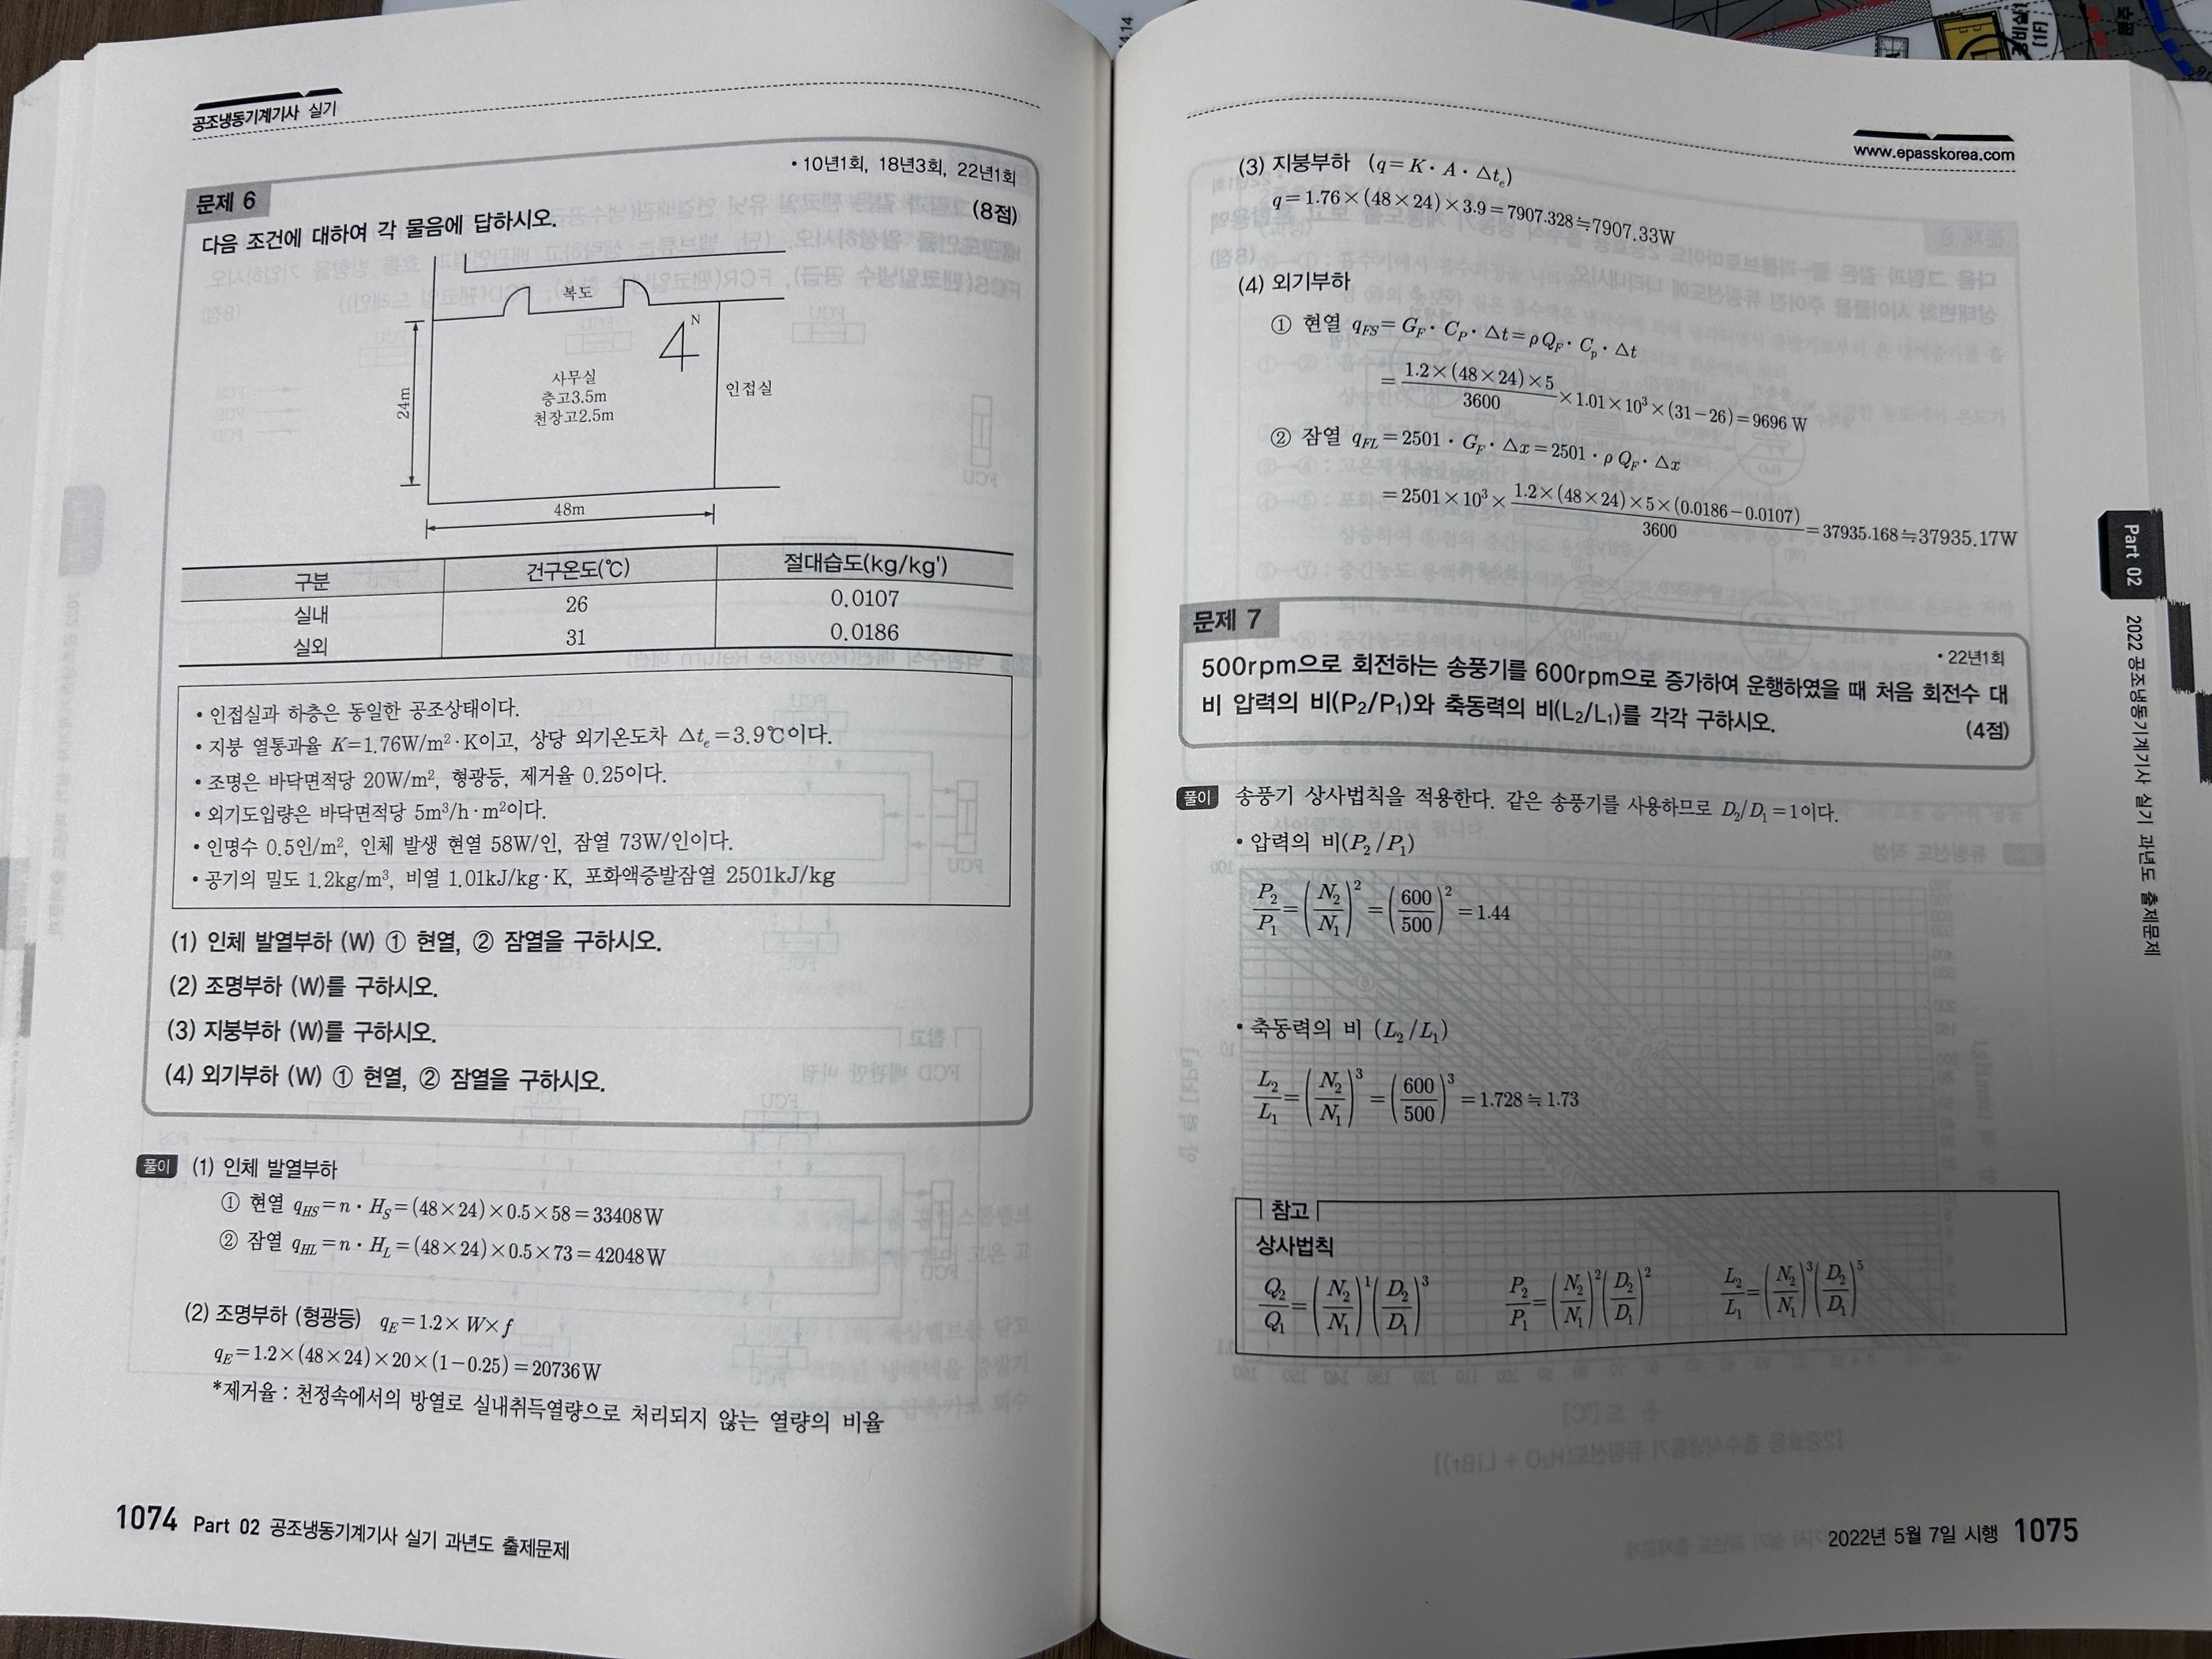 공조냉동기계기사 실기
• 10년1회, 18년3회, 22년1회
문제 6
다음 조건에 대하여 각 물음에 답하시오.
(8점)
복도
N
사무실
층고3.5m
천장고2.5m
인접실
24m
48m
구분 건구온도(℃) 절대습도(kg/kg')
실내 26 0.0107
실외 31 0.0186
• 인접실과 하층은 동일한 공조상태이다.
• 지붕 열통과율 K=1.76W/m²·K이고, 상당 외기온도차 Δtₑ=3.9℃이다.
• 조명은 바닥면적당 20W/m², 형광등, 제거율 0.25이다.
• 외기도입량은 바닥면적당 5m³/h·m²이다.
• 인명수 0.5인/m², 인체 발생 현열 58W/인, 잠열 73W/인이다.
• 공기의 밀도 1.2kg/m³, 비열 1.01kJ/kg·K, 포화액증발잠열 2501kJ/kg
(1) 인체 발열부하 (W) ① 현열, ② 잠열을 구하시오.
(2) 조명부하 (W)를 구하시오.
(3) 지붕부하 (W)를 구하시오.
(4) 외기부하 (W) ① 현열, ② 잠열을 구하시오.
풀이 (1) 인체 발열부하
① 현열 q_HS=n·H_S=(48×24)×0.5×58=33408W
② 잠열 q_HL=n·H_L=(48×24)×0.5×73=42048W
(2) 조명부하 (형광등) q_E=1.2×W×f
q_E=1.2×(48×24)×20×(1-0.25)=20736W
*제거율 : 천정속에서의 방열로 실내취득열량으로 처리되지 않는 열량의 비율
1074 Part 02 공조냉동기계기사 실기 과년도 출제문제
www.epasskorea.com
(3) 지붕부하 (q=K·A·Δtₑ)
q=1.76×(48×24)×3.9=7907.328≒7907.33W
(4) 외기부하
① 현열 q_FS=G_F·C_P·Δt=ρQ_F·C_p·Δt
=1.2×(48×24)×5/3600×1.01×10³×(31-26)=9696 W
② 잠열 q_FL=2501·G_F·Δx=2501·ρQ_F·Δx
=2501×10³×1.2×(48×24)×5×(0.0186-0.0107)/3600=37935.168≒37935.17W
문제 7
• 22년1회
500rpm으로 회전하는 송풍기를 600rpm으로 증가하여 운행하였을 때 처음 회전수 대
비 압력의 비(P₂/P₁)와 축동력의 비(L₂/L₁)를 각각 구하시오.
(4점)
풀이 송풍기 상사법칙을 적용한다. 같은 송풍기를 사용하므로 D₂/D₁=1이다.
• 압력의 비(P₂/P₁)
P₂/P₁=(N₂/N₁)²=(600/500)²=1.44
• 축동력의 비 (L₂/L₁)
L₂/L₁=(N₂/N₁)³=(600/500)³=1.728≒1.73
참고
상사법칙
Q₂/Q₁=(N₂/N₁)¹(D₂/D₁)³ P₂/P₁=(N₂/N₁)²(D₂/D₁)² L₂/L₁=(N₂/N₁)³(D₂/D₁)⁵
2022년 5월 7일 시행 1075
Part 02
2022 공조냉동기계기사 실기 과년도 출제문제